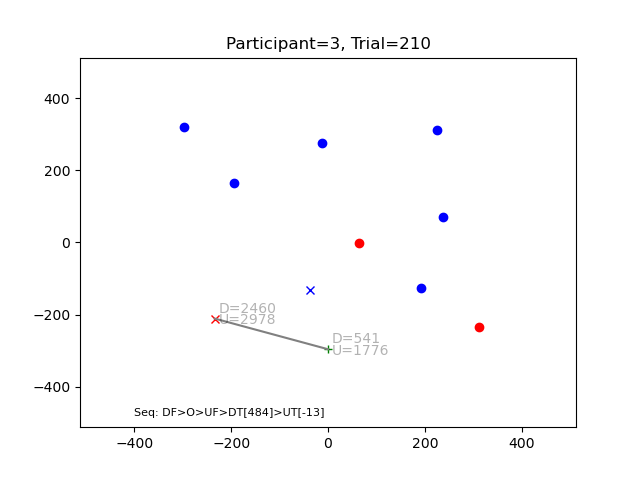 Participant=3, Trial=210
400
200
0
−200
−400
D=2460
U=2978
D=541
U=1776
Seq: DF>O>UF>DT[484]>UT[-13]
−400
−200
0
200
400